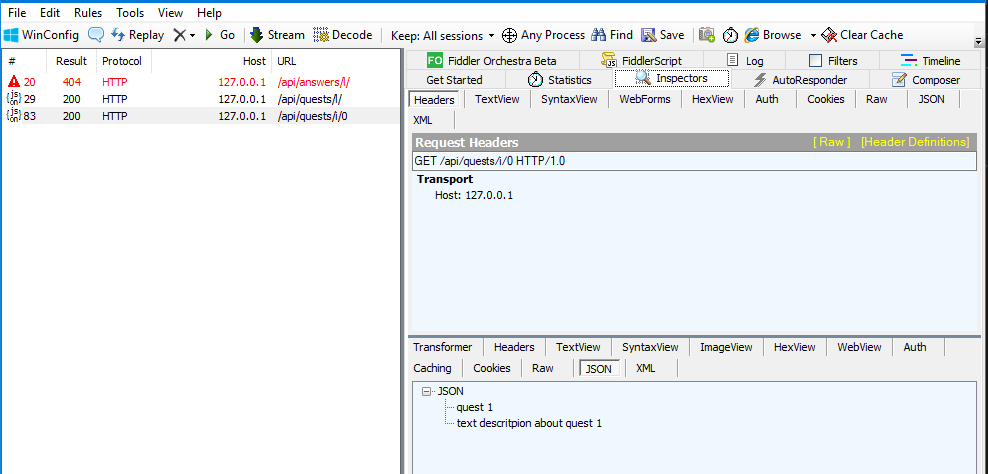 File Edit Rules Tools View Help
WinConfig Replay Go Stream Decode Keep: All sessions Any Process Find Save Browse Clear Cache
# Result Protocol Host URL
20 404 HTTP 127.0.0.1 /api/answers/l/
29 200 HTTP 127.0.0.1 /api/quests/l/
83 200 HTTP 127.0.0.1 /api/quests/i/0
FO Fiddler Orchestra Beta FiddlerScript Log Filters Timeline
Get Started Statistics Inspectors AutoResponder Composer
Headers TextView SyntaxView WebForms HexView Auth Cookies Raw JSON
XML
Request Headers [ Raw ] [Header Definitions]
GET /api/quests/i/0 HTTP/1.0
Transport
Host: 127.0.0.1
Transformer Headers TextView SyntaxView ImageView HexView WebView Auth
Caching Cookies Raw JSON XML
JSON
quest 1
text descritpion about quest 1